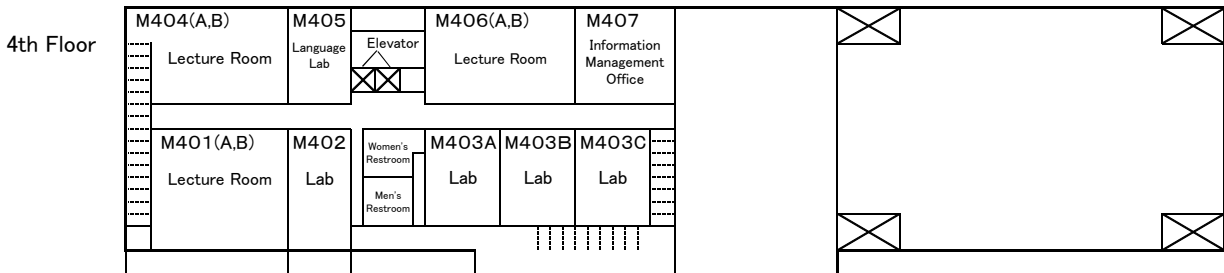 4th Floor
M404(A,B)
Lecture Room
M405
Language
Lab
Elevator
M406(A,B)
Lecture Room
M407
Information
Management
Office
M401(A,B)
Lecture Room
M402
Lab
Women's
Restroom
Men's
Restroom
M403A
Lab
M403B
Lab
M403C
Lab